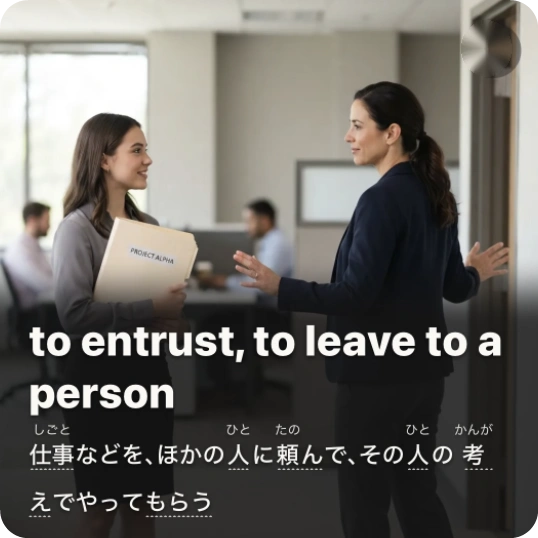 PROJECT ALPHA
to entrust, to leave to a
person
しごと ひと たの ひと かんが
仕事などを、ほかの人に頼んで、その人の 考
えでやってもらう